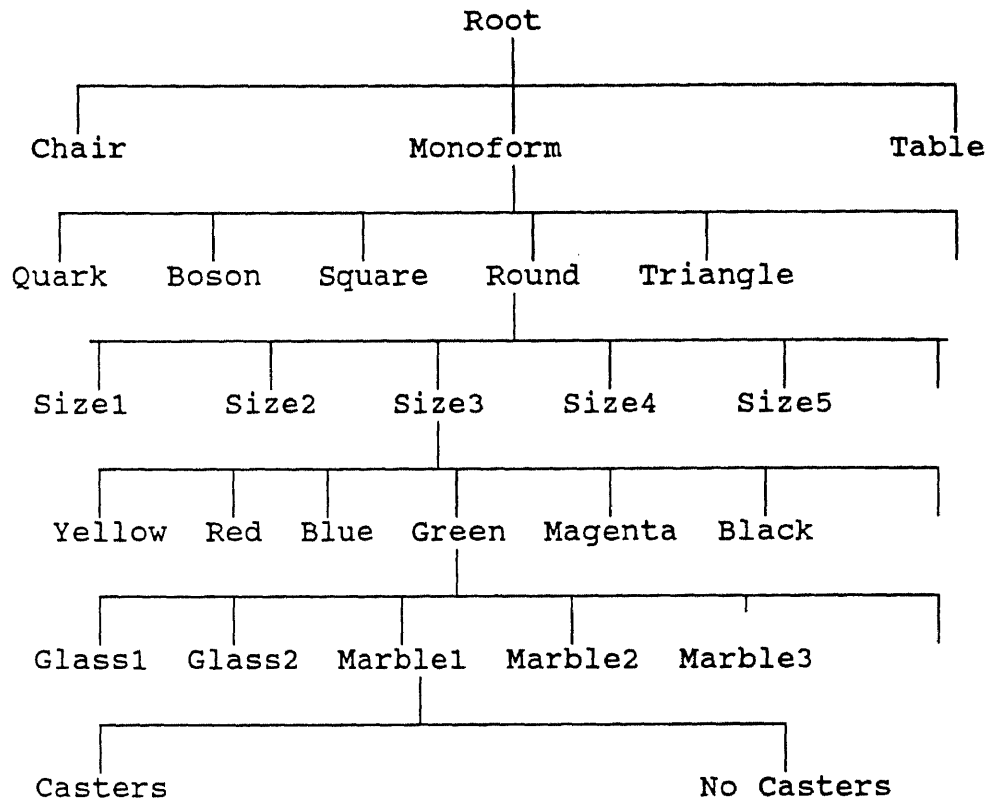 Root
Chair Monoform Table
Quark Boson Square Round Triangle
Size1 Size2 Size3 Size4 Size5
Yellow Red Blue Green Magenta Black
Glass1 Glass2 Marble1 Marble2 Marble3
Casters No Casters